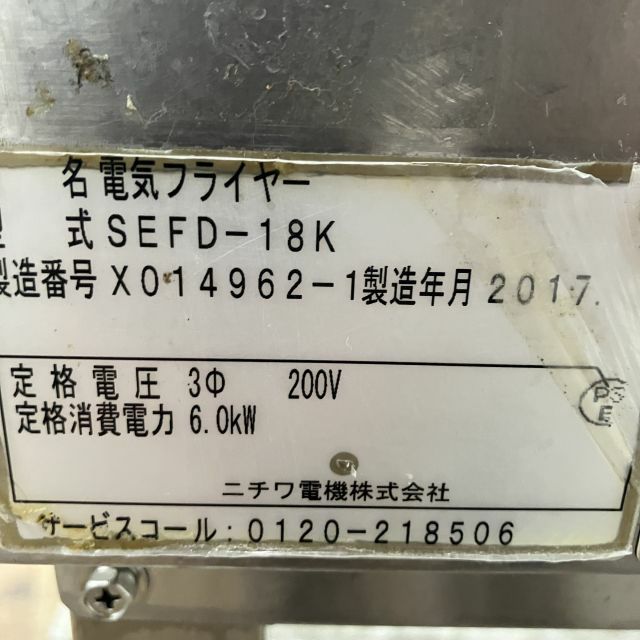 名 電気フライヤー
型 式 SEFD-18K
製造番号 X014962-1 製造年月 2017.
定格電圧 3Φ 200V
定格消費電力 6.0kW
PS
E
ニチワ電機株式会社
サービスコール:0120-218506